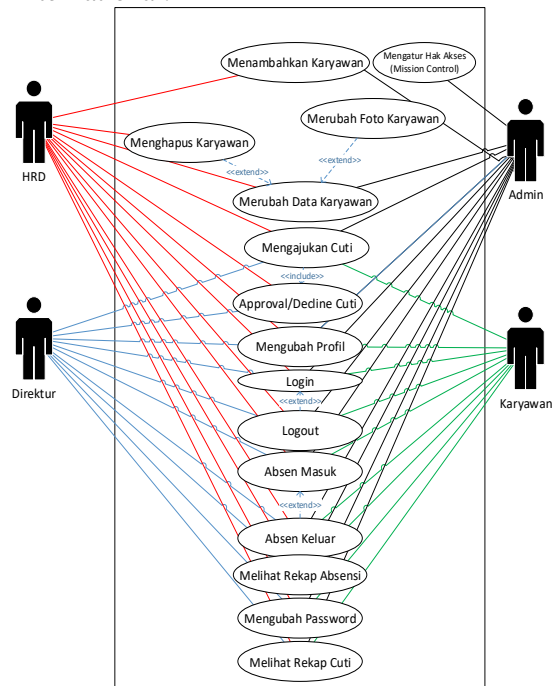 Mengatur Hak Akses
(Mission Control)
Menambahkan Karyawan
Merubah Foto Karyawan
Menghapus Karyawan
HRD
Admin
<<extend>>
<<extend>>
Merubah Data Karyawan
Mengajukan Cuti
<<include>>
Approval/Decline Cuti
Mengubah Profil
Direktur
Karyawan
Login
<<extend>>
Logout
Absen Masuk
<<extend>>
Absen Keluar
Melihat Rekap Absensi
Mengubah Password
Melihat Rekap Cuti